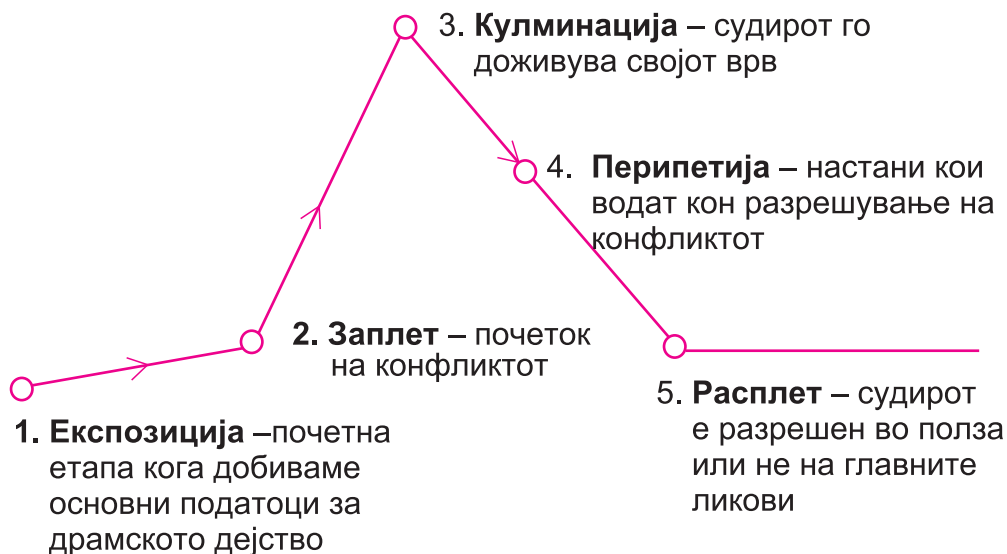 3. Кулминација – судирот го
доживува својот врв
4. Перипетија – настани кои
водат кон разрешување на
конфликтот
2. Заплет – почеток
на конфликтот
1. Експозиција –почетна
етапа кога добиваме
основни податоци за
драмското дејство
5. Расплет – судирот
е разрешен во полза
или не на главните
ликови